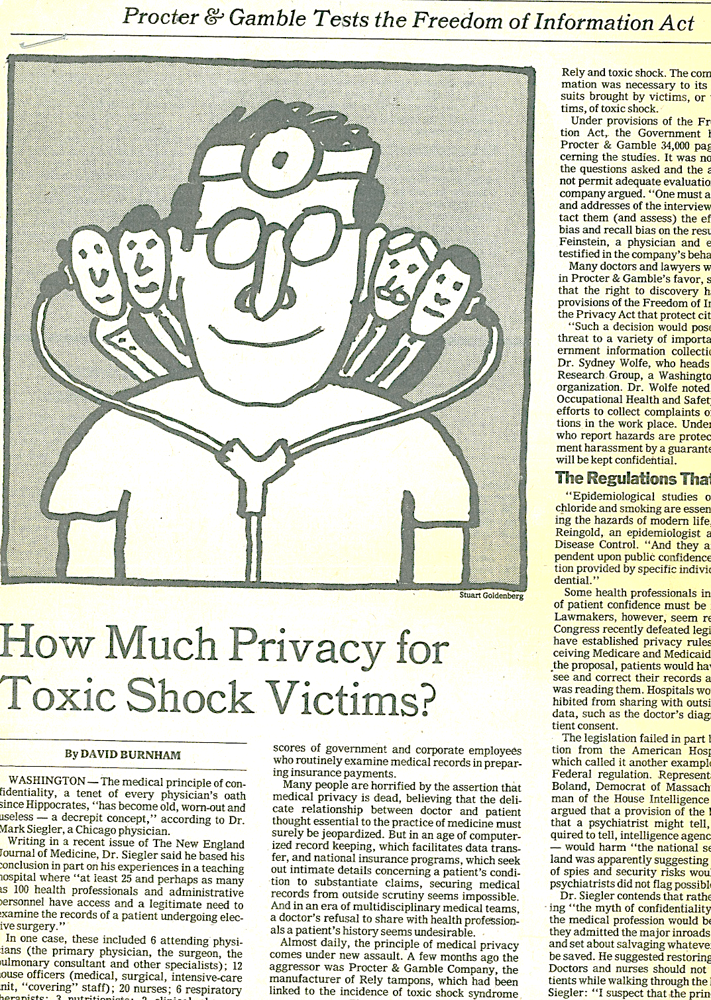 Procter & Gamble Tests the Freedom of Information Act
Stuart Goldenberg
How Much Privacy for
Toxic Shock Victims?
By DAVID BURNHAM
WASHINGTON — The medical principle of con-
fidentiality, a tenet of every physician's oath
since Hippocrates, "has become old, worn-out and
useless — a decrepit concept," according to Dr.
Mark Siegler, a Chicago physician.
Writing in a recent issue of The New England
Journal of Medicine, Dr. Siegler said he based his
conclusion in part on his experiences in a teaching
hospital where "at least 25 and perhaps as many
as 100 health professionals and administrative
personnel have access and a legitimate need to
examine the records of a patient undergoing elec-
tive surgery."
In one case, these included 6 attending physi-
cians (the primary physician, the surgeon, the
pulmonary consultant and other specialists); 12
house officers (medical, surgical, intensive-care
unit, "covering" staff); 20 nurses; 6 respiratory
therapists; 3 nutritionists; 2 clinical
scores of government and corporate employees
who routinely examine medical records in prepar-
ing insurance payments.
Many people are horrified by the assertion that
medical privacy is dead, believing that the deli-
cate relationship between doctor and patient
thought essential to the practice of medicine must
surely be jeopardized. But in an age of computer-
ized record keeping, which facilitates data trans-
fer, and national insurance programs, which seek
out intimate details concerning a patient's condi-
tion to substantiate claims, securing medical
records from outside scrutiny seems impossible.
And in an era of multidisciplinary medical teams,
a doctor's refusal to share with health profession-
als a patient's history seems undesirable.
Almost daily, the principle of medical privacy
comes under new assault. A few months ago the
aggressor was Procter & Gamble Company, the
manufacturer of Rely tampons, which had been
linked to the incidence of toxic shock syndrome
Rely and toxic shock. The com
mation was necessary to its
suits brought by victims, or
tims, of toxic shock.
Under provisions of the Fr
tion Act, the Government h
Procter & Gamble 34,000 pag
cerning the studies. It was no
the questions asked and the a
not permit adequate evaluatio
company argued. "One must a
and addresses of the interview
tact them (and assess) the ef
bias and recall bias on the resu
Feinstein, a physician and e
testified in the company's beha
Many doctors and lawyers w
in Procter & Gamble's favor, s
that the right to discovery h
provisions of the Freedom of In
the Privacy Act that protect cit
"Such a decision would pose
threat to a variety of importa
ernment information collectio
Dr. Sydney Wolfe, who heads
Research Group, a Washingto
organization. Dr. Wolfe noted
Occupational Health and Safety
efforts to collect complaints o
tions in the work place. Under
who report hazards are protec
ment harassment by a guarante
will be kept confidential.
The Regulations That
"Epidemiological studies o
chloride and smoking are essen
ing the hazards of modern life,
Reingold, an epidemiologist a
Disease Control. "And they a
pendent upon public confidence
tion provided by specific individ
dential."
Some health professionals in
of patient confidence must be
Lawmakers, however, seem re
Congress recently defeated legi
have established privacy rules
ceiving Medicare and Medicaid
the proposal, patients would hav
see and correct their records a
was reading them. Hospitals wo
hibited from sharing with outsi
data, such as the doctor's diag
tient consent.
The legislation failed in part b
tion from the American Hosp
which called it another example
Federal regulation. Represent
Boland, Democrat of Massach
man of the House Intelligence
argued that a provision of the
that a psychiatrist might tell,
quired to tell, intelligence agenc
— would harm "the national se
land was apparently suggesting
of spies and security risks woul
psychiatrists did not flag possible
Dr. Siegler contends that rathe
ing "the myth of confidentiality
the medical profession would be
they admitted the major inroads
and set about salvaging whateve
be saved. He suggested restoring
Doctors and nurses should not
tients while walking through the
Siegler: "I suspect that the prin